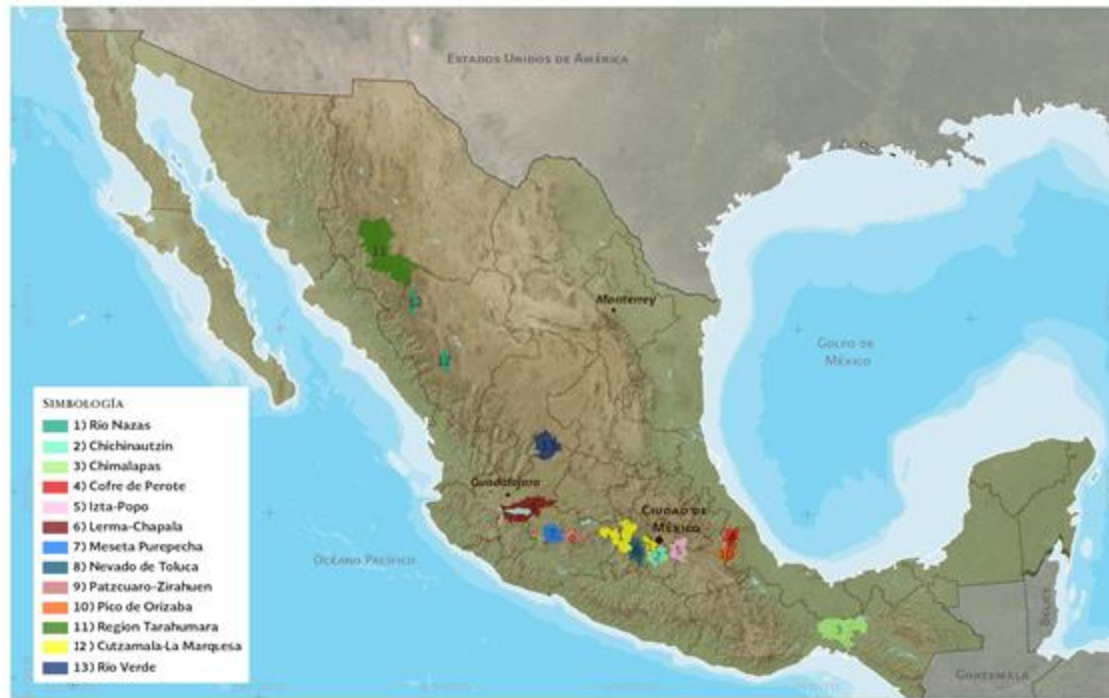 ESTADOS UNIDOS DE AMÉRICA
Monterrey
GOLFO DE
MÉXICO
Guadalajara
CIUDAD DE
MÉXICO
OCÉANO PACÍFICO
BELICE
GUATEMALA
SIMBOLOGÍA
1) Río Nazas
2) Chichinautzin
3) Chimalapas
4) Cofre de Perote
5) Izta-Popo
6) Lerma-Chapala
7) Meseta Purepecha
8) Nevado de Toluca
9) Patzcuaro-Zirahuen
10) Pico de Orizaba
11) Region Tarahumara
12) Cutzamala-La Marquesa
13) Río Verde